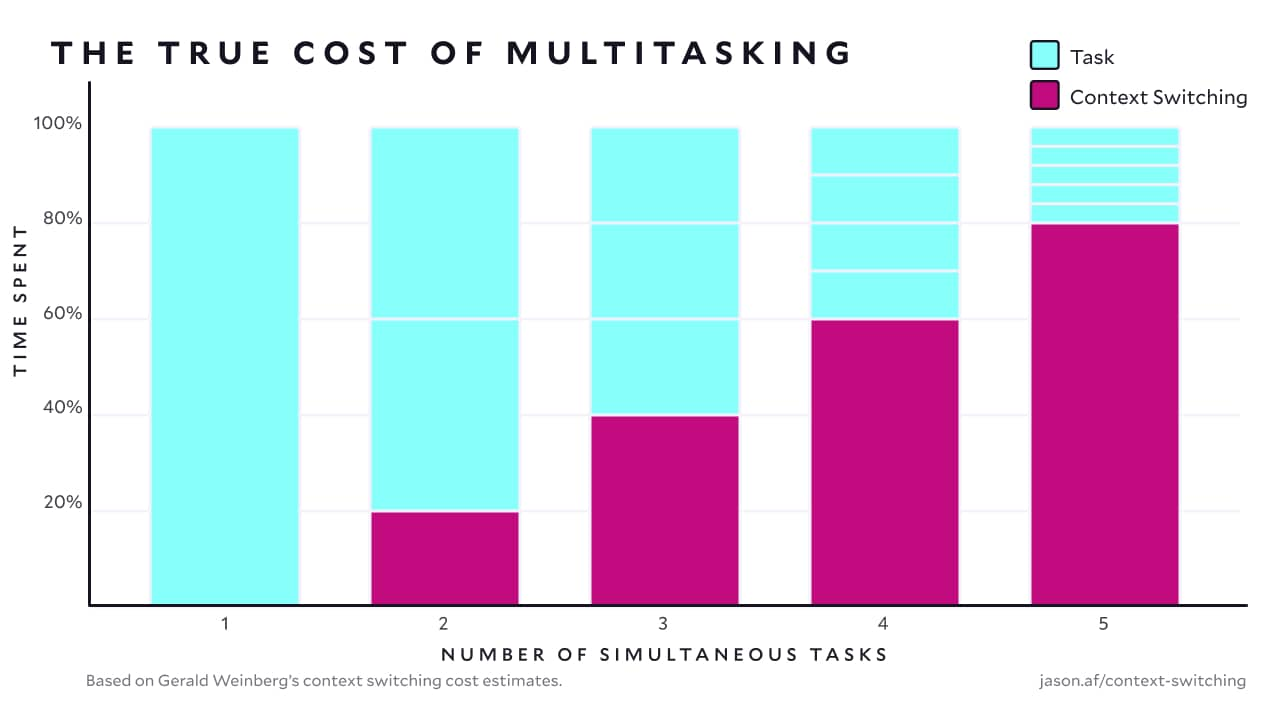 THE TRUE COST OF MULTITASKING
Task
Context Switching
100%
80%
60%
40%
20%
TIME SPENT
1 2 3 4 5
NUMBER OF SIMULTANEOUS TASKS
Based on Gerald Weinberg's context switching cost estimates.
jason.af/context-switching